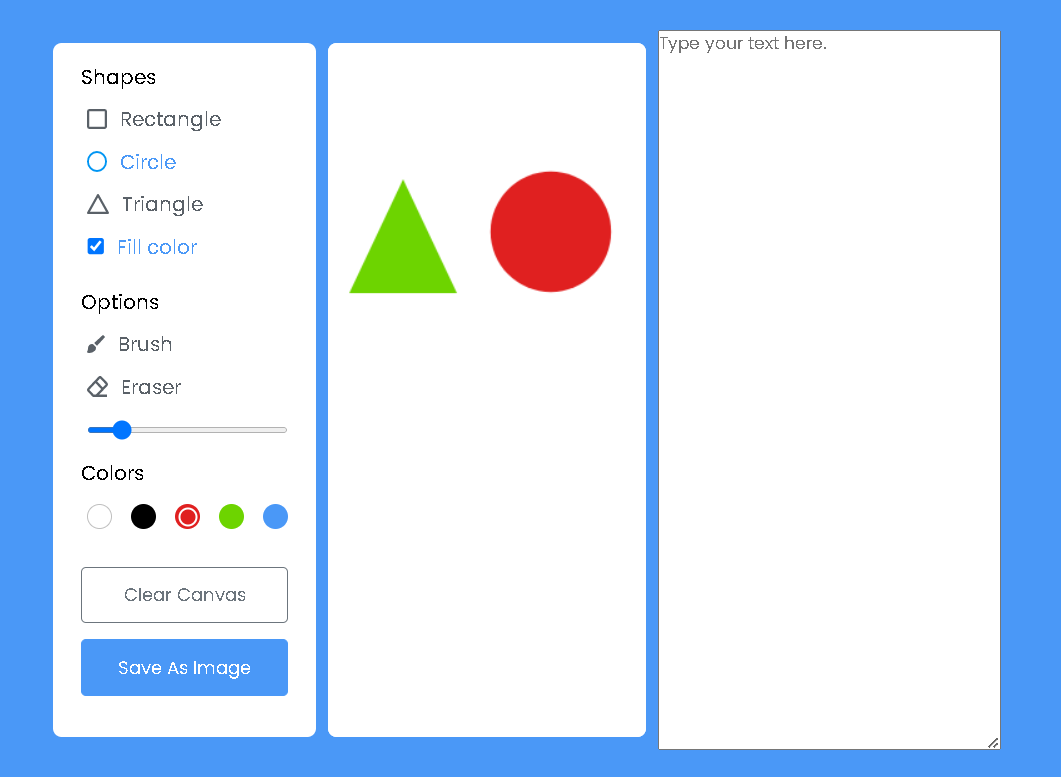 Shapes
Rectangle
Circle
Triangle
Fill color
Options
Brush
Eraser
Colors
Clear Canvas
Save As Image
Type your text here.